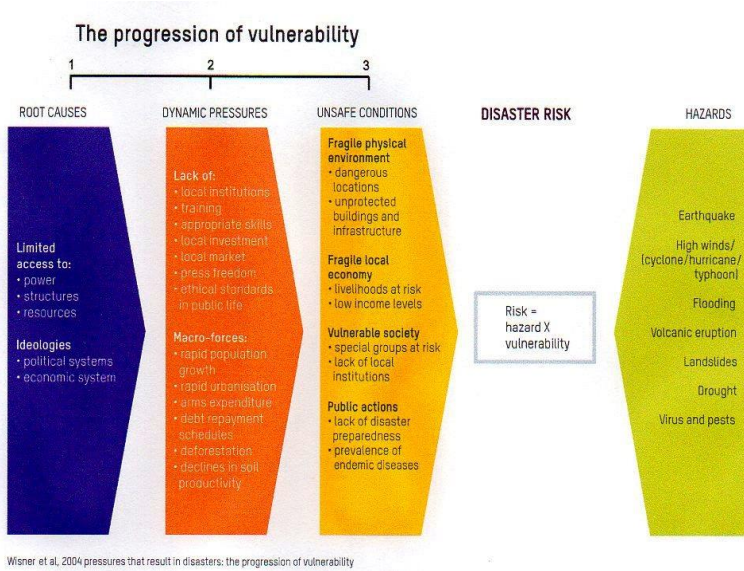 The progression of vulnerability
1
2
3
ROOT CAUSES
DYNAMIC PRESSURES
UNSAFE CONDITIONS
DISASTER RISK
HAZARDS
Limited
access to:
• power
• structures
• resources
Ideologies
• political systems
• economic system
Lack of:
• local institutions
• training
• appropriate skills
• local investment
• local market
• press freedom
• ethical standards
in public life
Macro-forces:
• rapid population
growth
• rapid urbanisation
• arms expenditure
• debt repayment
schedules
• deforestation
• declines in soil
productivity
Fragile physical
environment
• dangerous
locations
• unprotected
buildings and
infrastructure
Fragile local
economy
• livelihoods at risk
• low income levels
Vulnerable society
• special groups at risk
• lack of local
institutions
Public actions
• lack of disaster
preparedness
• prevalence of
endemic diseases
Risk =
hazard X
vulnerability
Earthquake
High winds/
(cyclone/hurricane/
typhoon)
Flooding
Volcanic eruption
Landslides
Drought
Virus and pests
Wisner et al, 2004 pressures that result in disasters: the progression of vulnerability